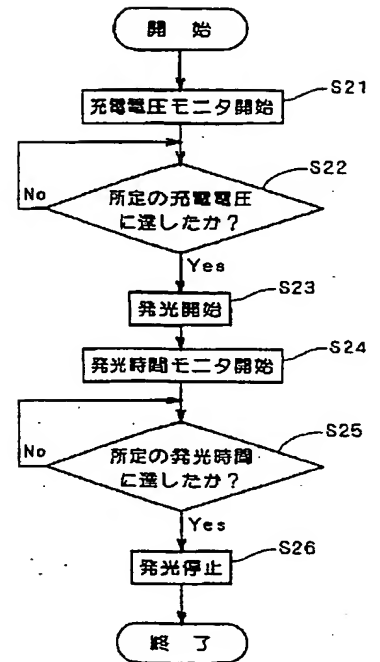 開 始
充電電圧モニタ開始
S21
S22
所定の充電電圧
に達したか？
No
Yes
S23
発光開始
S24
発光時間モニタ開始
S25
所定の発光時間
に達したか？
No
Yes
S26
発光停止
終 了